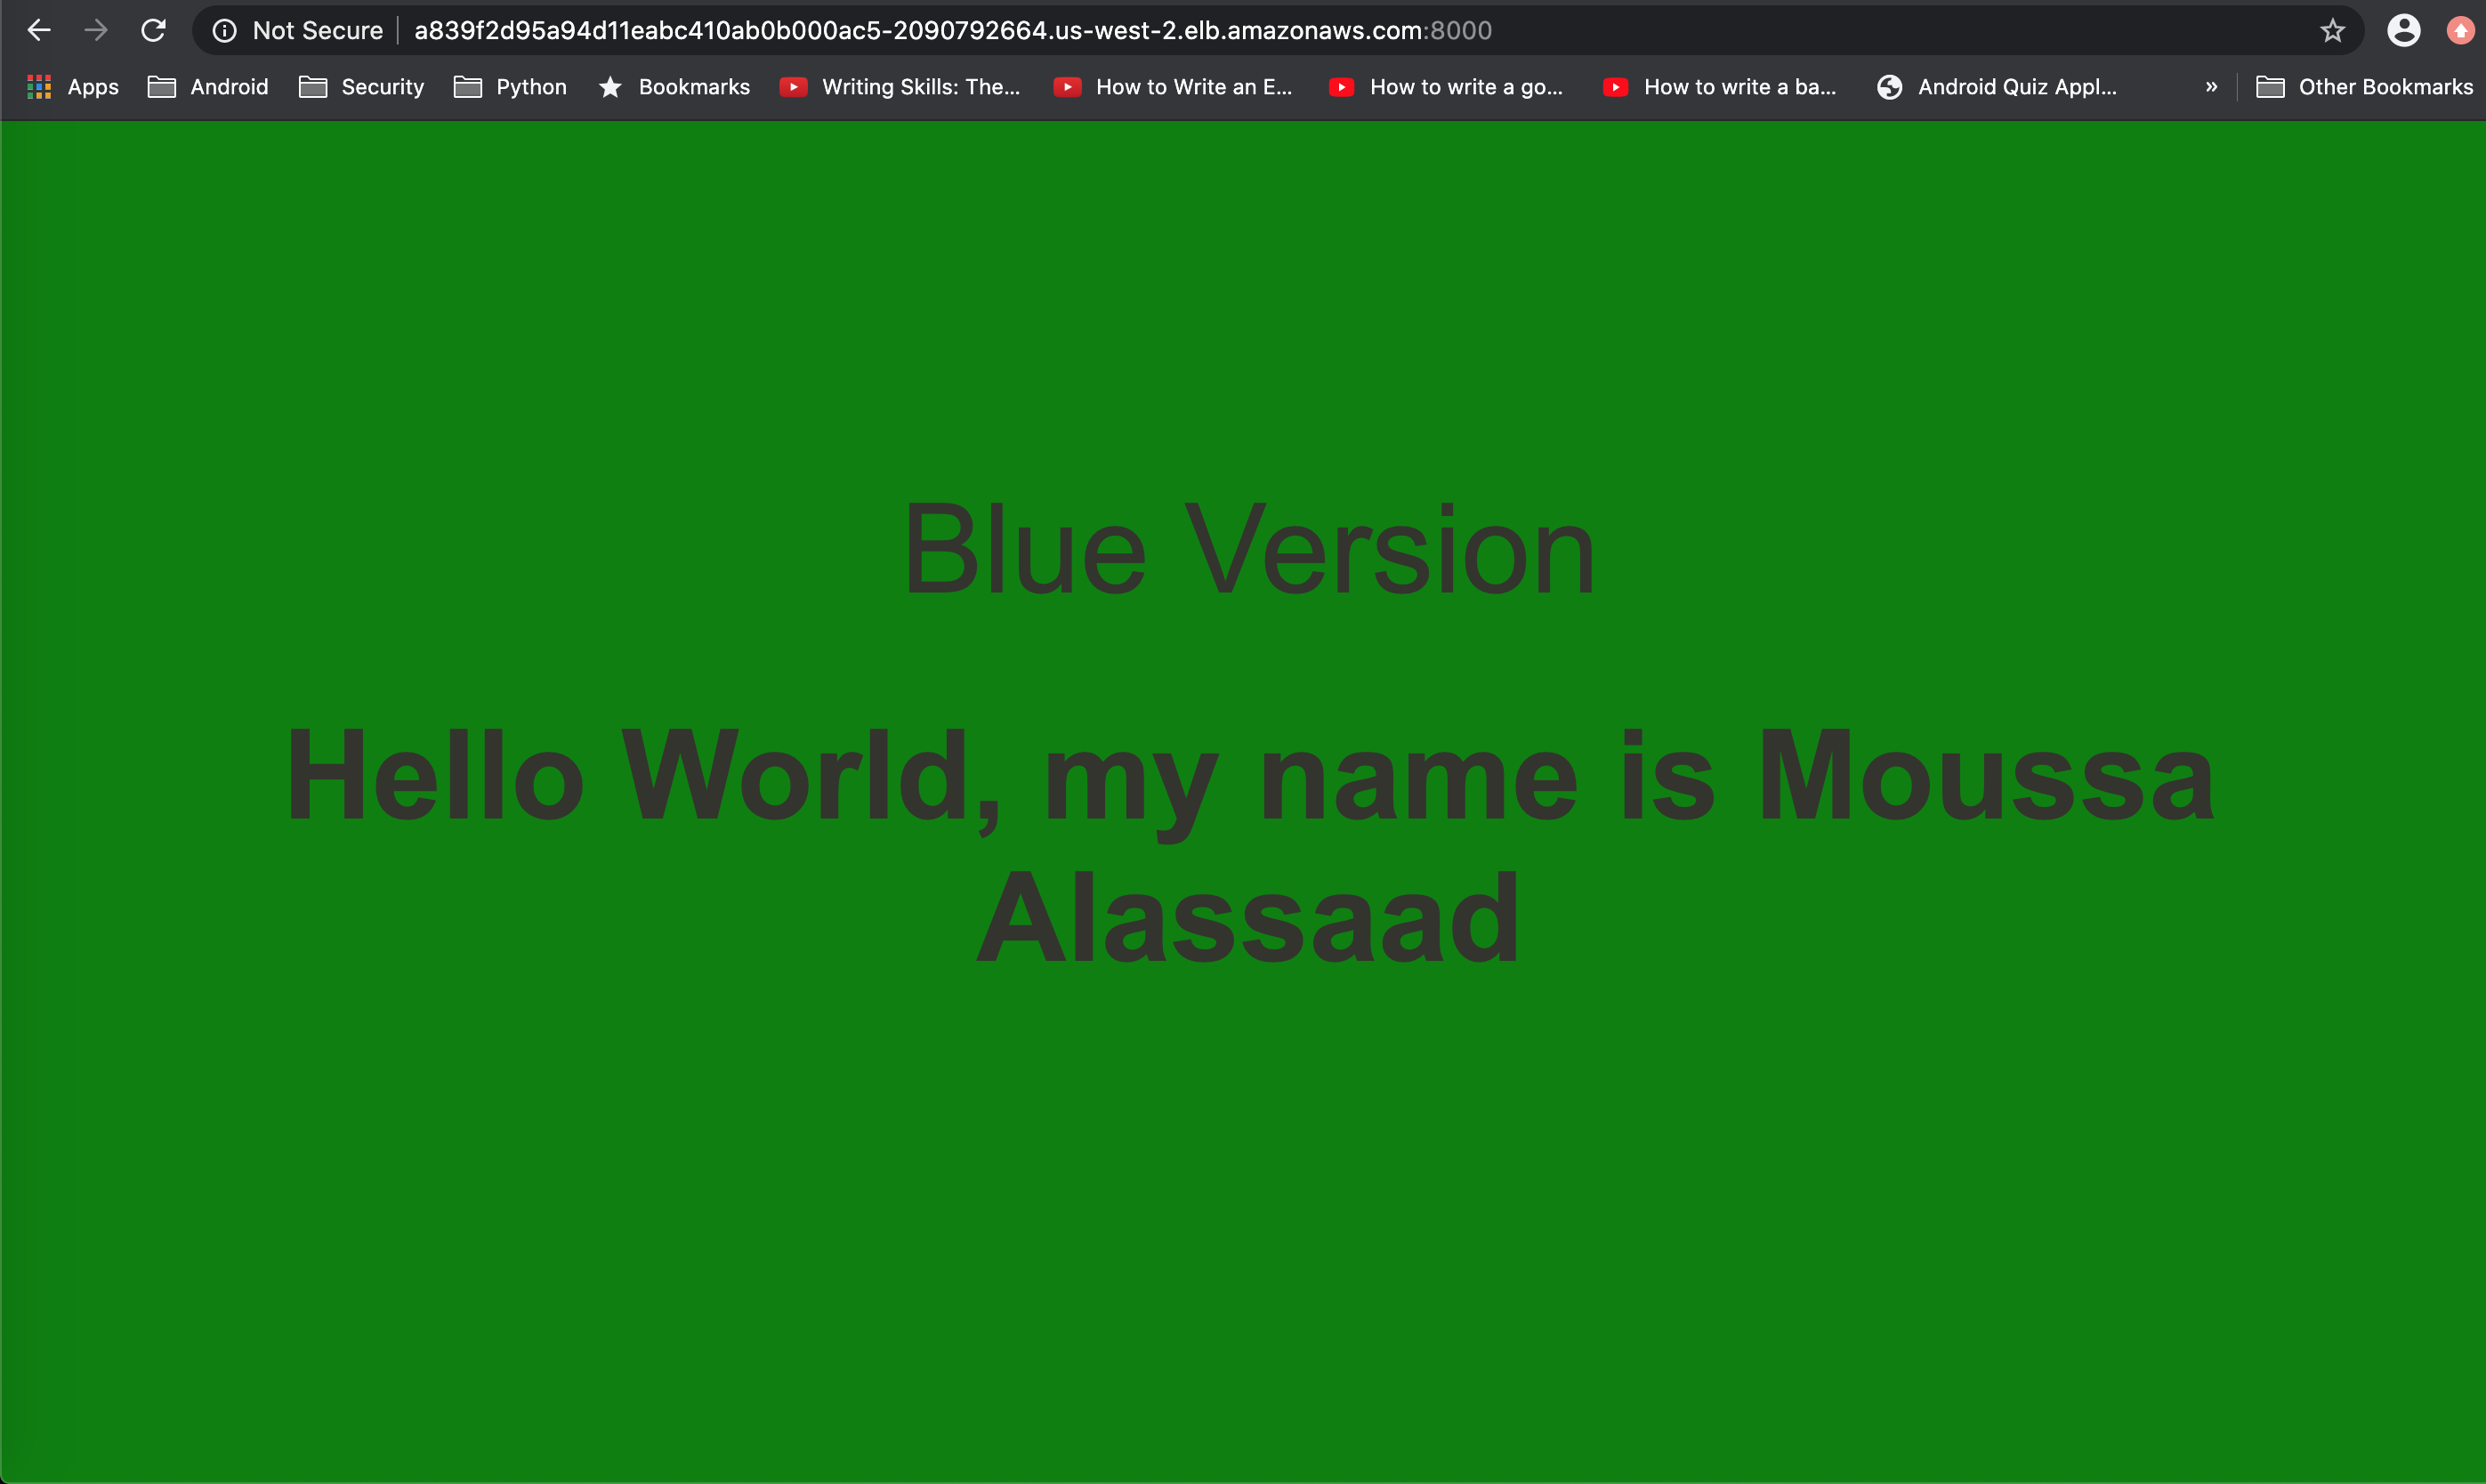 Not Secure a839f2d95a94d11eabc410ab0b000ac5-2090792664.us-west-2.elb.amazonaws.com:8000
Apps Android Security Python Bookmarks Writing Skills: The... How to Write an E... How to write a go... How to write a ba... Android Quiz Appl... » Other Bookmarks
Blue Version
Hello World, my name is Moussa
Alassaad